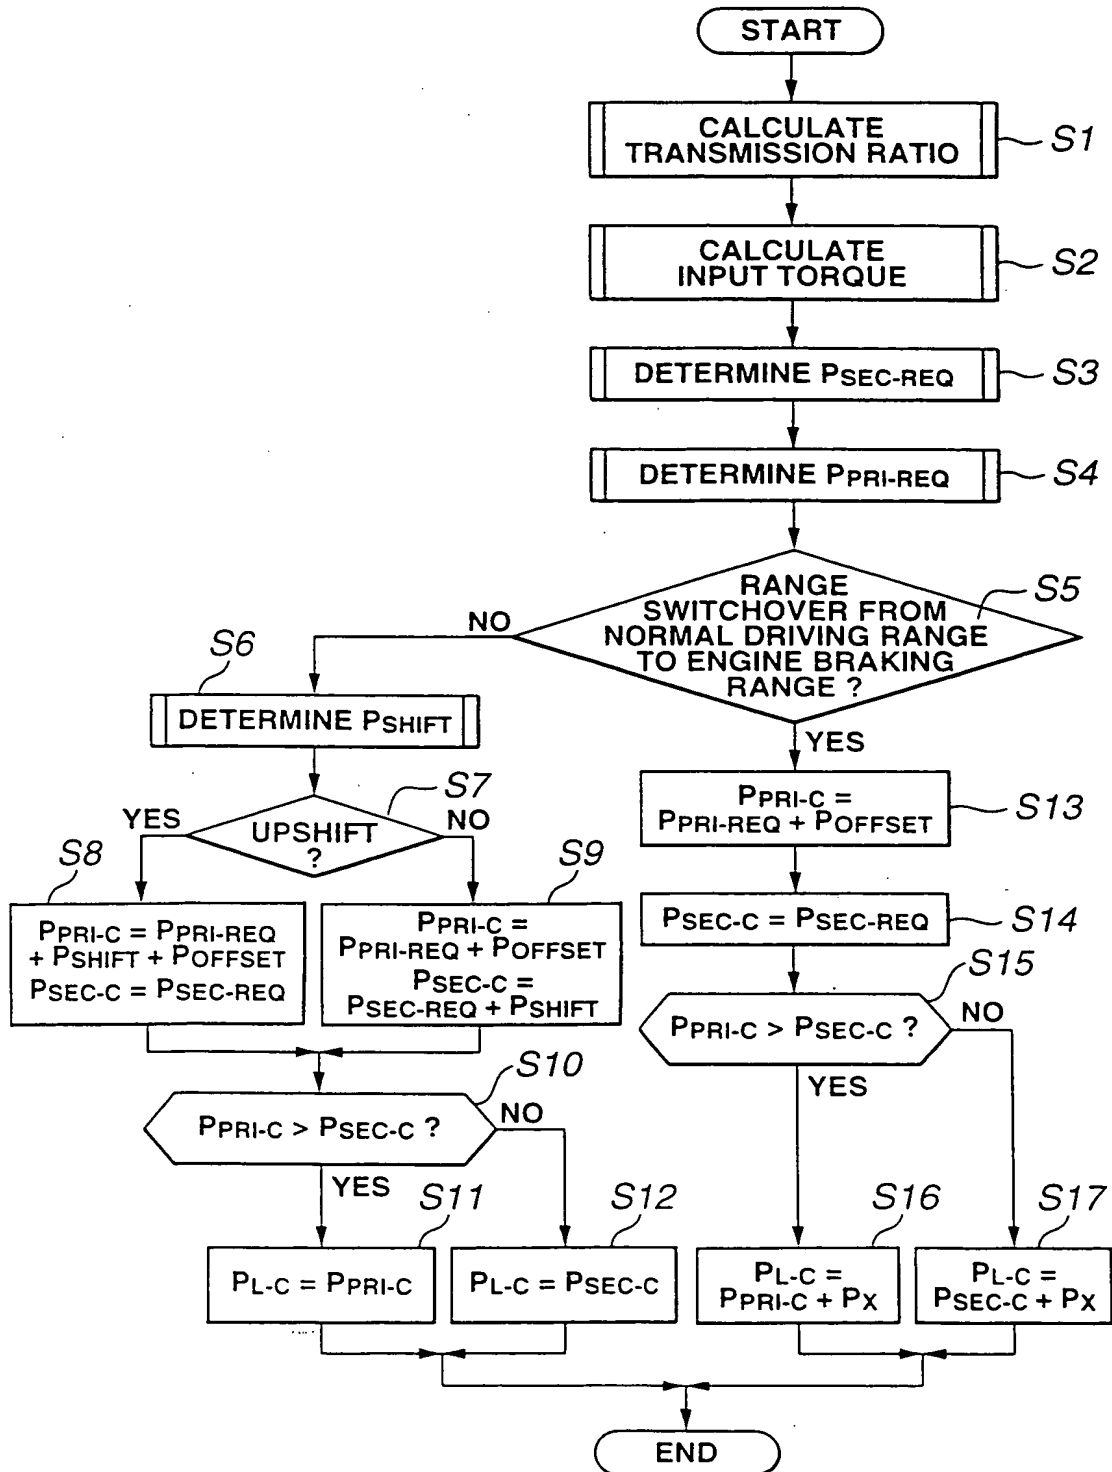 START
CALCULATE
TRANSMISSION RATIO
S1
CALCULATE
INPUT TORQUE
S2
DETERMINE PSEC-REQ
S3
DETERMINE PPRI-REQ
S4
RANGE
SWITCHOVER FROM
NORMAL DRIVING RANGE
TO ENGINE BRAKING
RANGE ?
S5
NO
YES
S6
DETERMINE PSHIFT
S7
YES
UPSHIFT
?
NO
S8
PPRI-C = PPRI-REQ
+ PSHIFT + POFFSET
PSEC-C = PSEC-REQ
S9
PPRI-C =
PPRI-REQ + POFFSET
PSEC-C =
PSEC-REQ + PSHIFT
S10
PPRI-C > PSEC-C ?
NO
YES
S11
PL-C = PPRI-C
S12
PL-C = PSEC-C
PPRI-C =
PPRI-REQ + POFFSET
S13
PSEC-C = PSEC-REQ
S14
S15
PPRI-C > PSEC-C ?
NO
YES
S16
PL-C =
PPRI-C + PX
S17
PL-C =
PSEC-C + PX
END